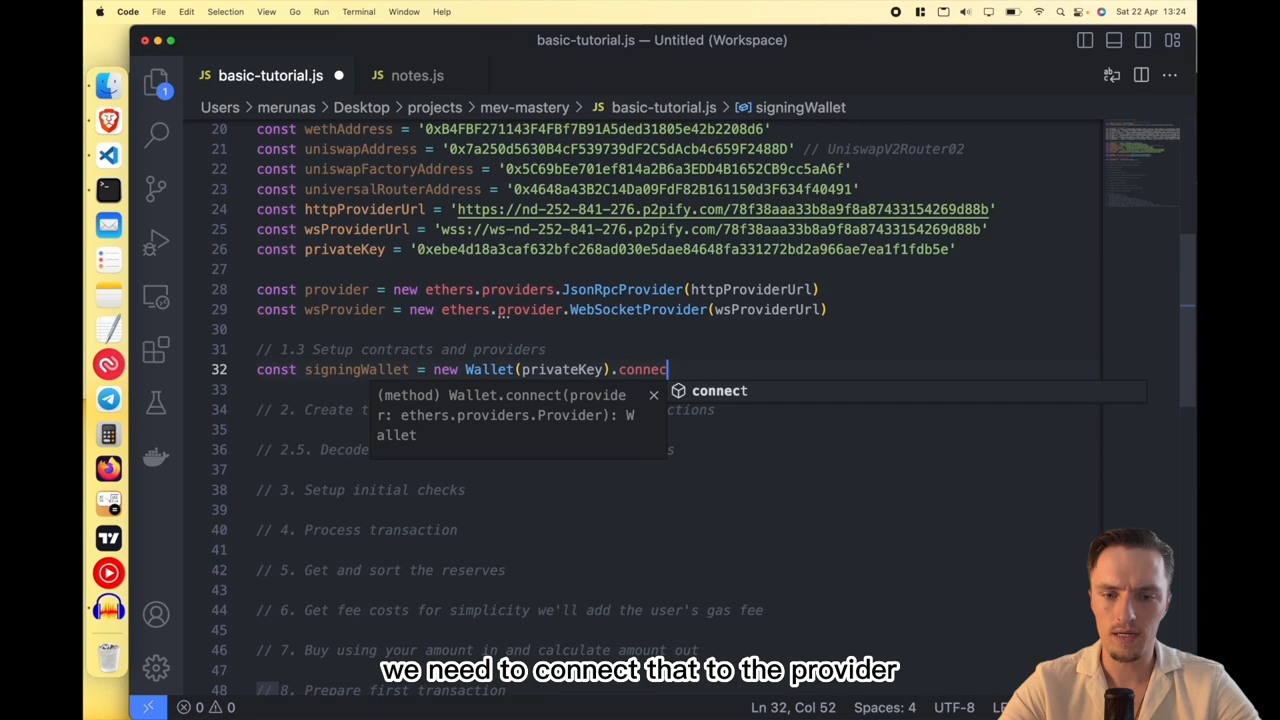 Code File Edit Selection View Go Run Terminal Window Help Sat 22 Apr 13:24
basic-tutorial.js — Untitled (Workspace)
JS basic-tutorial.js JS notes.js
Users > merunas > Desktop > projects > mev-mastery > JS basic-tutorial.js > signingWallet
20 const wethAddress = '0xB4FBF271143F4FBf7B91A5ded31805e42b2208d6'
21 const uniswapAddress = '0x7a250d5630B4cF539739dF2C5dAcb4c659F2488D' // UniswapV2Router02
22 const uniswapFactoryAddress = '0x5C69bEe701ef814a2B6a3EDD4B1652CB9cc5aA6f'
23 const universalRouterAddress = '0x4648a43B2C14Da09FdF82B161150d3F634f40491'
24 const httpProviderUrl = 'https://nd-252-841-276.p2pify.com/78f38aaa33b8a9f8a87433154269d88b'
25 const wsProviderUrl = 'wss://ws-nd-252-841-276.p2pify.com/78f38aaa33b8a9f8a87433154269d88b'
26 const privateKey = '0xebe4d18a3caf632bfc268ad030e5dae84648fa331272bd3ba966ae7ea1f1fdb5e'
27
28 const provider = new ethers.providers.JsonRpcProvider(httpProviderUrl)
29 const wsProvider = new ethers.provider.WebSocketProvider(wsProviderUrl)
30
31 // 1.3 Setup contracts and providers
32 const signingWallet = new Wallet(privateKey).connec
33 (method) Wallet.connect(provide connect
34 // 2. Create t r: ethers.providers.Provider): W ctions
35 allet
36 // 2.5. Decode s
37
38 // 3. Setup initial checks
39
40 // 4. Process transaction
41
42 // 5. Get and sort the reserves
43
44 // 6. Get fee costs for simplicity we'll add the user's gas fee
45
46 // 7. Buy using your amount in and calculate amount out
we need to connect that to the provider
47
48 // 8. Prepare first transaction
0 0 Ln 32, Col 52 Spaces: 4 UTF-8